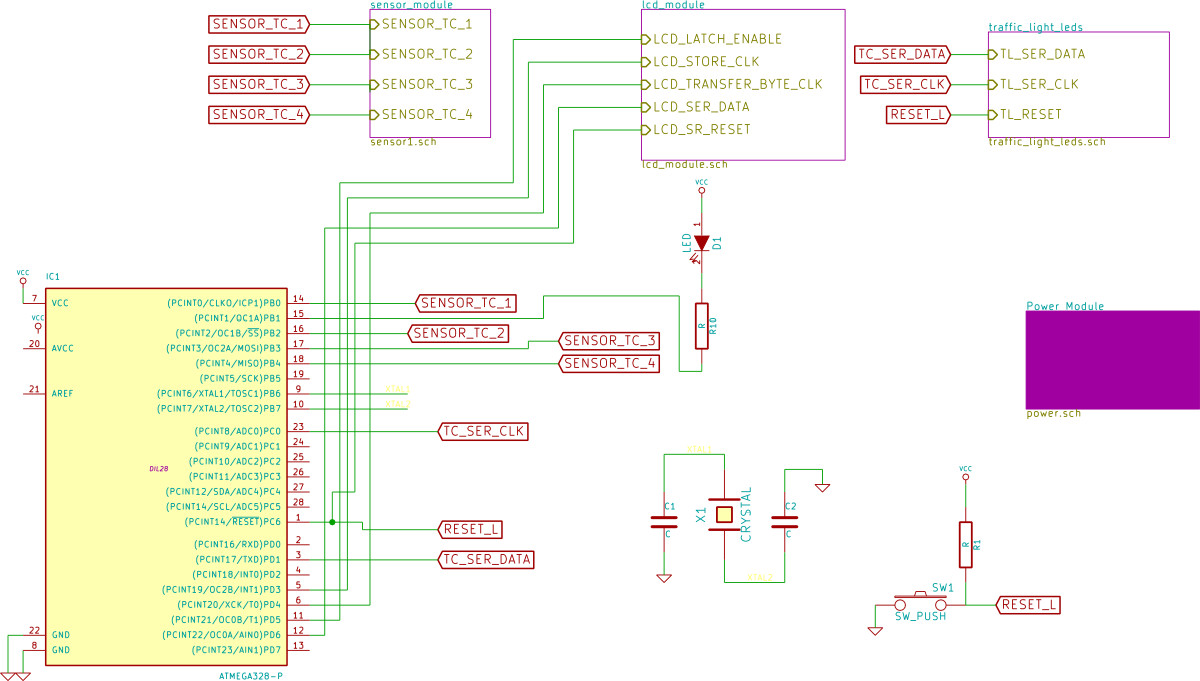 sensor_module
SENSOR_TC_1
SENSOR_TC_1
SENSOR_TC_2
SENSOR_TC_2
SENSOR_TC_3
SENSOR_TC_3
SENSOR_TC_4
SENSOR_TC_4
sensor1.sch
lcd_module
LCD_LATCH_ENABLE
LCD_STORE_CLK
LCD_TRANSFER_BYTE_CLK
LCD_SER_DATA
LCD_SR_RESET
lcd_module.sch
traffic_light_leds
TC_SER_DATA
TL_SER_DATA
TC_SER_CLK
TL_SER_CLK
RESET_L
TL_RESET
traffic_light_leds.sch
VCC
1
LED
D1
2
R
R10
VCC
IC1
7
VCC
VCC
20
AVCC
21
AREF
22
GND
8
GND
DIL28
(PCINT0/CLKO/ICP1)PB0
14
SENSOR_TC_1
(PCINT1/OC1A)PB1
15
(PCINT2/OC1B/SS)PB2
16
SENSOR_TC_2
(PCINT3/OC2A/MOSI)PB3
17
SENSOR_TC_3
(PCINT4/MISO)PB4
18
SENSOR_TC_4
(PCINT5/SCK)PB5
19
(PCINT6/XTAL1/TOSC1)PB6
9
XTAL1
(PCINT7/XTAL2/TOSC2)PB7
10
XTAL2
(PCINT8/ADC0)PC0
23
TC_SER_CLK
(PCINT9/ADC1)PC1
24
(PCINT10/ADC2)PC2
25
(PCINT11/ADC3)PC3
26
(PCINT12/SDA/ADC4)PC4
27
(PCINT14/SCL/ADC5)PC5
28
(PCINT14/RESET)PC6
1
RESET_L
(PCINT16/RXD)PD0
2
(PCINT17/TXD)PD1
3
TC_SER_DATA
(PCINT18/INT0)PD2
4
(PCINT19/OC2B/INT1)PD3
5
(PCINT20/XCK/T0)PD4
6
(PCINT21/OC0B/T1)PD5
11
(PCINT22/OC0A/AIN0)PD6
12
(PCINT23/AIN1)PD7
13
ATMEGA328-P
XTAL1
C1
C
X1
CRYSTAL
C2
C
XTAL2
Power Module
power.sch
VCC
R
R1
SW1
SW_PUSH
RESET_L